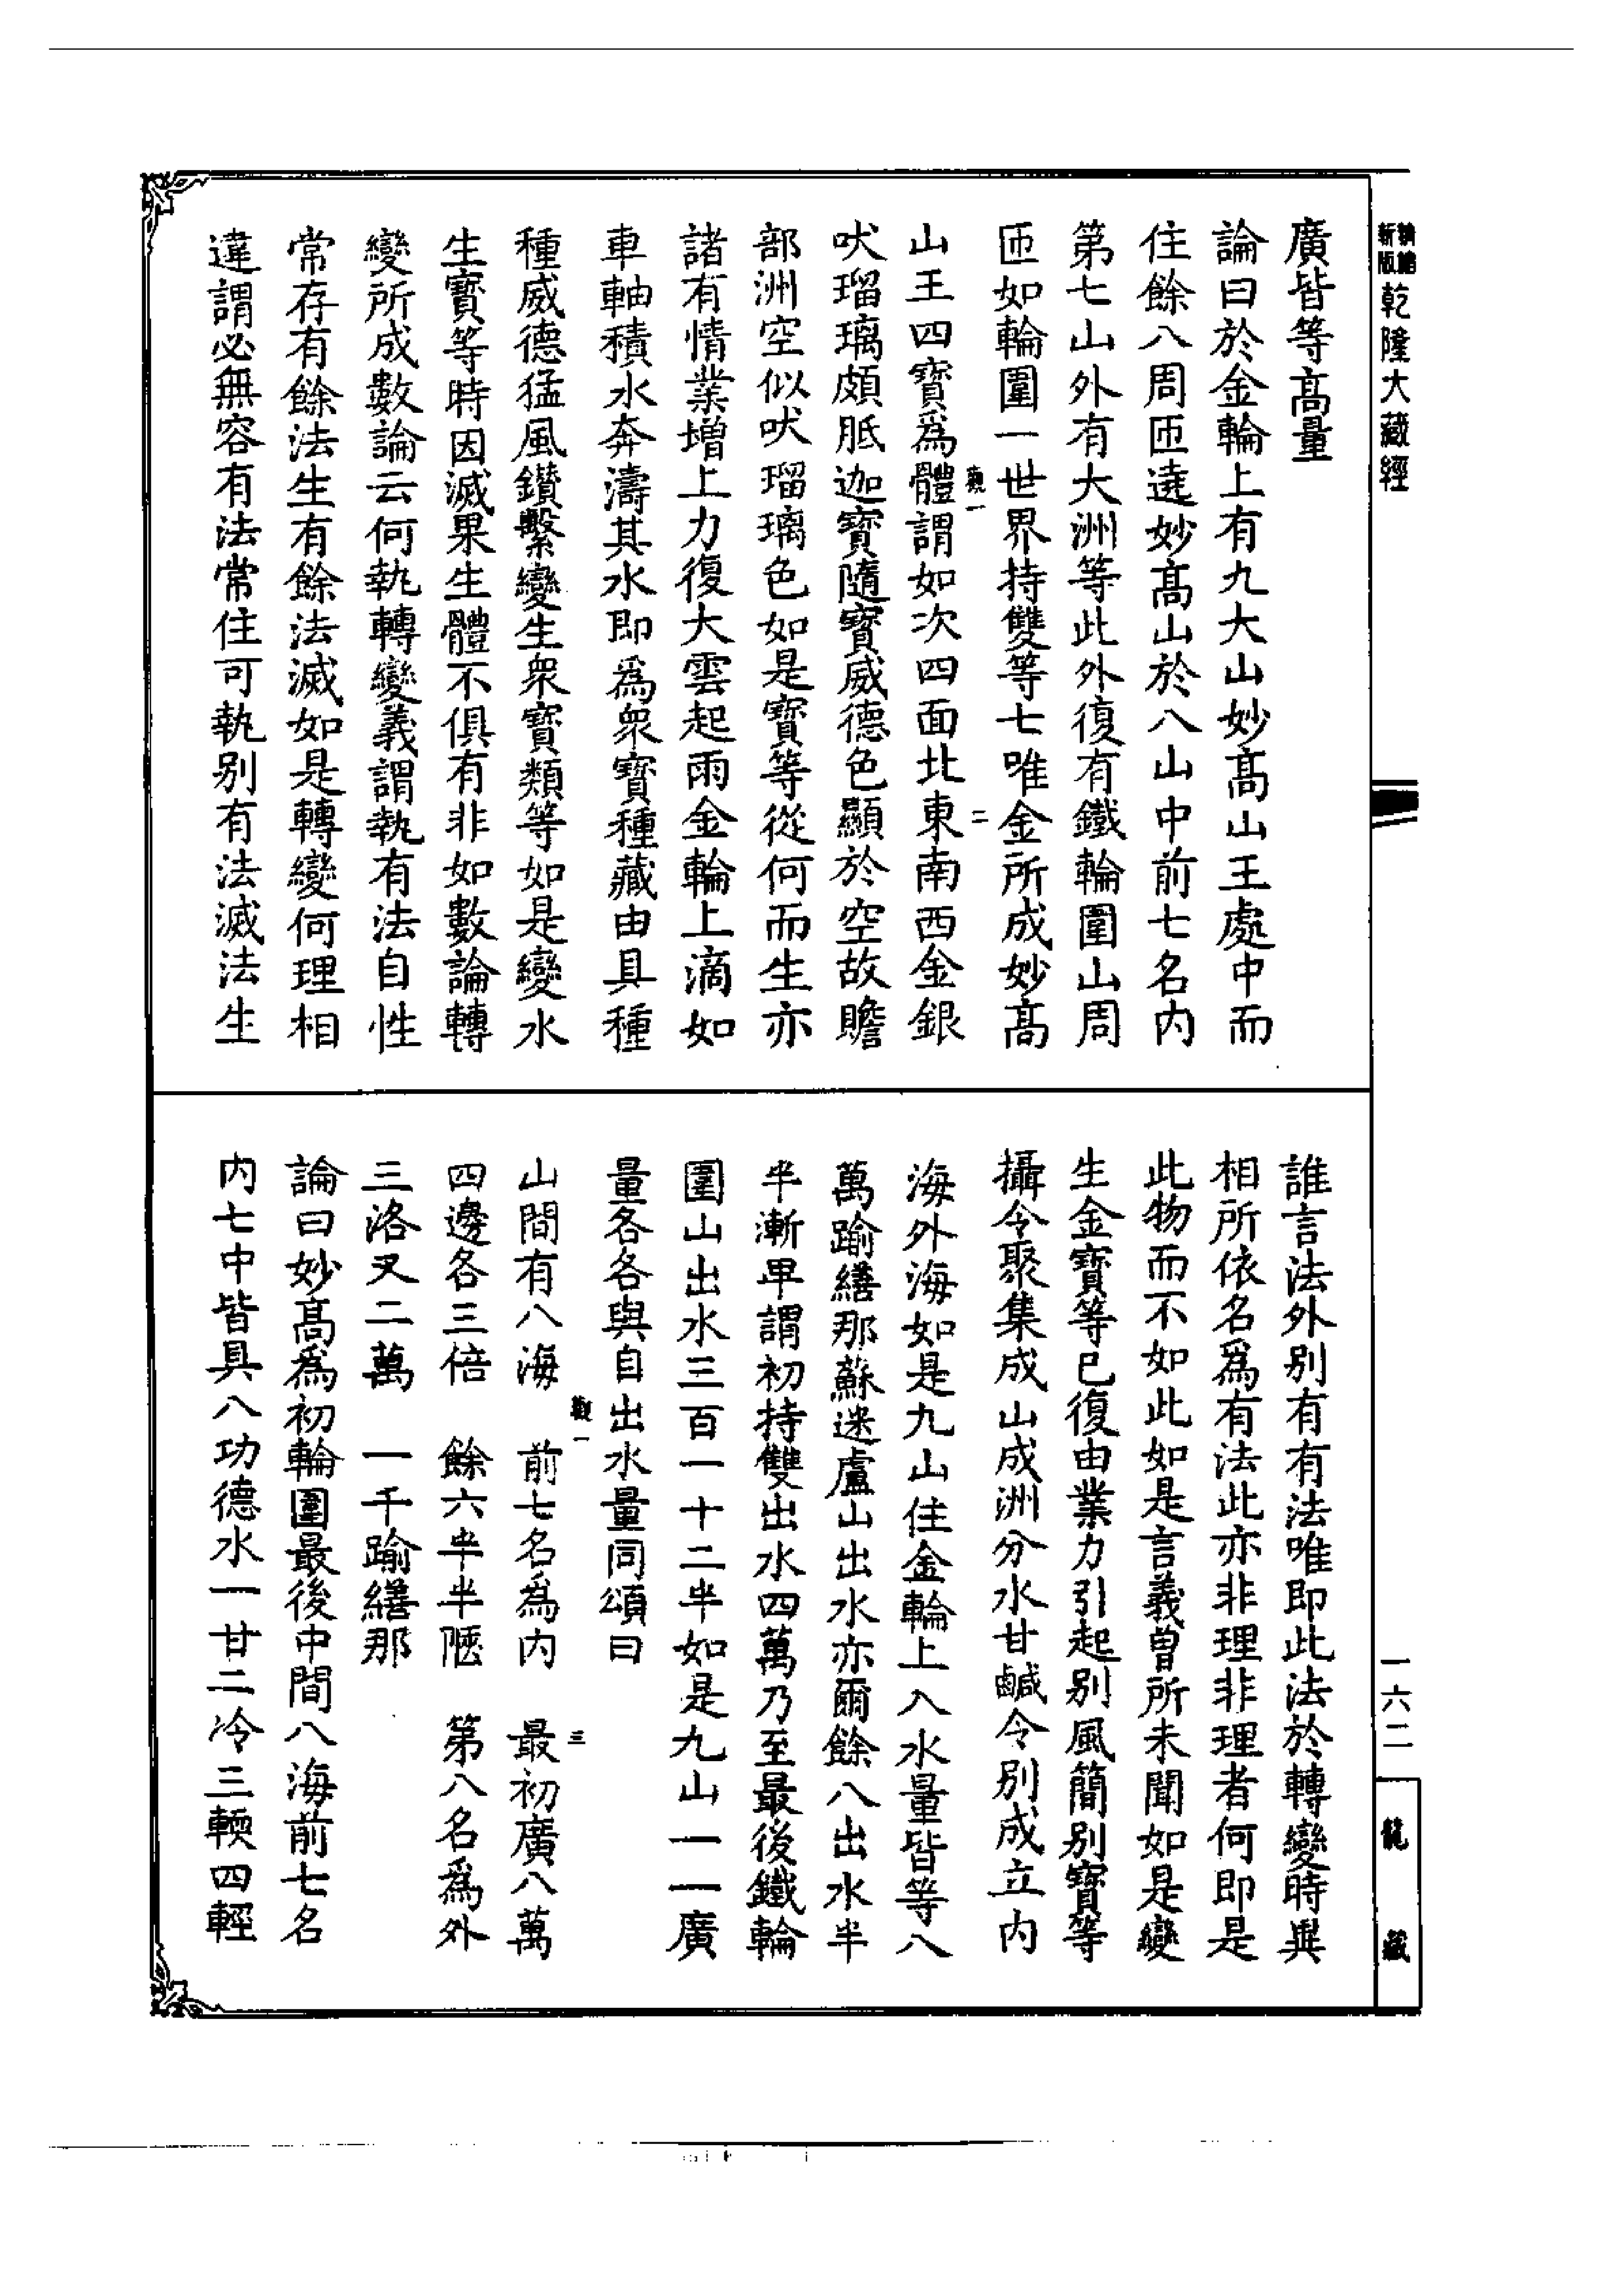 新版
精縮
乾隆大藏經
一六二
龍藏
廣皆等高量
論曰於金輪上有九大山妙高山王處中而
住餘八周匝遶妙高山於八山中前七名内
第七山外有大洲等此外復有鐵輪圍山周
匝如輪圍一世界持雙等七唯金所成妙高
觀一
二
山王四寶爲體謂如次四面北東南西金銀
吠瑠璃頗胝迦寶隨寶威德色顯於空故贍
部洲空似吠瑠璃色如是寶等從何而生亦
諸有情業增上力復大雲起雨金輪上滴如
車軸積水奔濤其水即爲衆寶種藏由具種
種威德猛風鑽繫變生衆寶類等如是變水
生寶等時因滅果生體不俱有非如數論轉
變所成數論云何執轉變義謂執有法自性
常存有餘法生有餘法滅如是轉變何理相
違謂必無容有法常住可執别有法滅法生
誰言法外别有有法唯即此法於轉變時異
相所依名爲有法此亦非理非理者何即是
此物而不如此如是言義曾所未聞如是變
生金寶等已復由業力引起别風簡别寶等
攝令聚集成山成洲分水甘鹹令别成立内
海外海如是九山住金輪上入水量皆等八
萬踰繕那蘇迷盧山出水亦爾餘八出水半
半漸卑謂初持雙出水四萬乃至最後鐵輪
圍山出水三百一十二半如是九山一一廣
量各各與自出水量同頌曰
觀一
三
山間有八海　前七名爲内　最初廣八萬
四邊各三倍　餘六半半陿　第八名爲外
三洛叉二萬　一千踰繕那
論曰妙高爲初輪圍最後中間八海前七名
内七中皆具八功德水一甘二冷三輭四輕